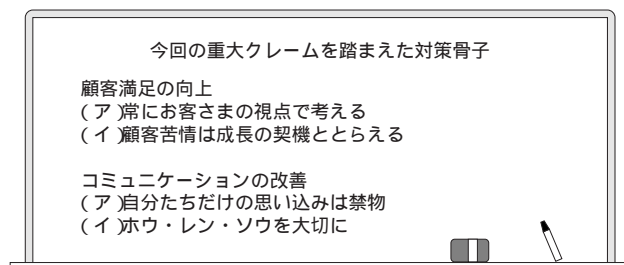 今回の重大クレームを踏まえた対策骨子
顧客満足の向上
(ア)常にお客さまの視点で考える
(イ)顧客苦情は成長の契機ととらえる
コミュニケーションの改善
(ア)自分たちだけの思い込みは禁物
(イ)ホウ・レン・ソウを大切に